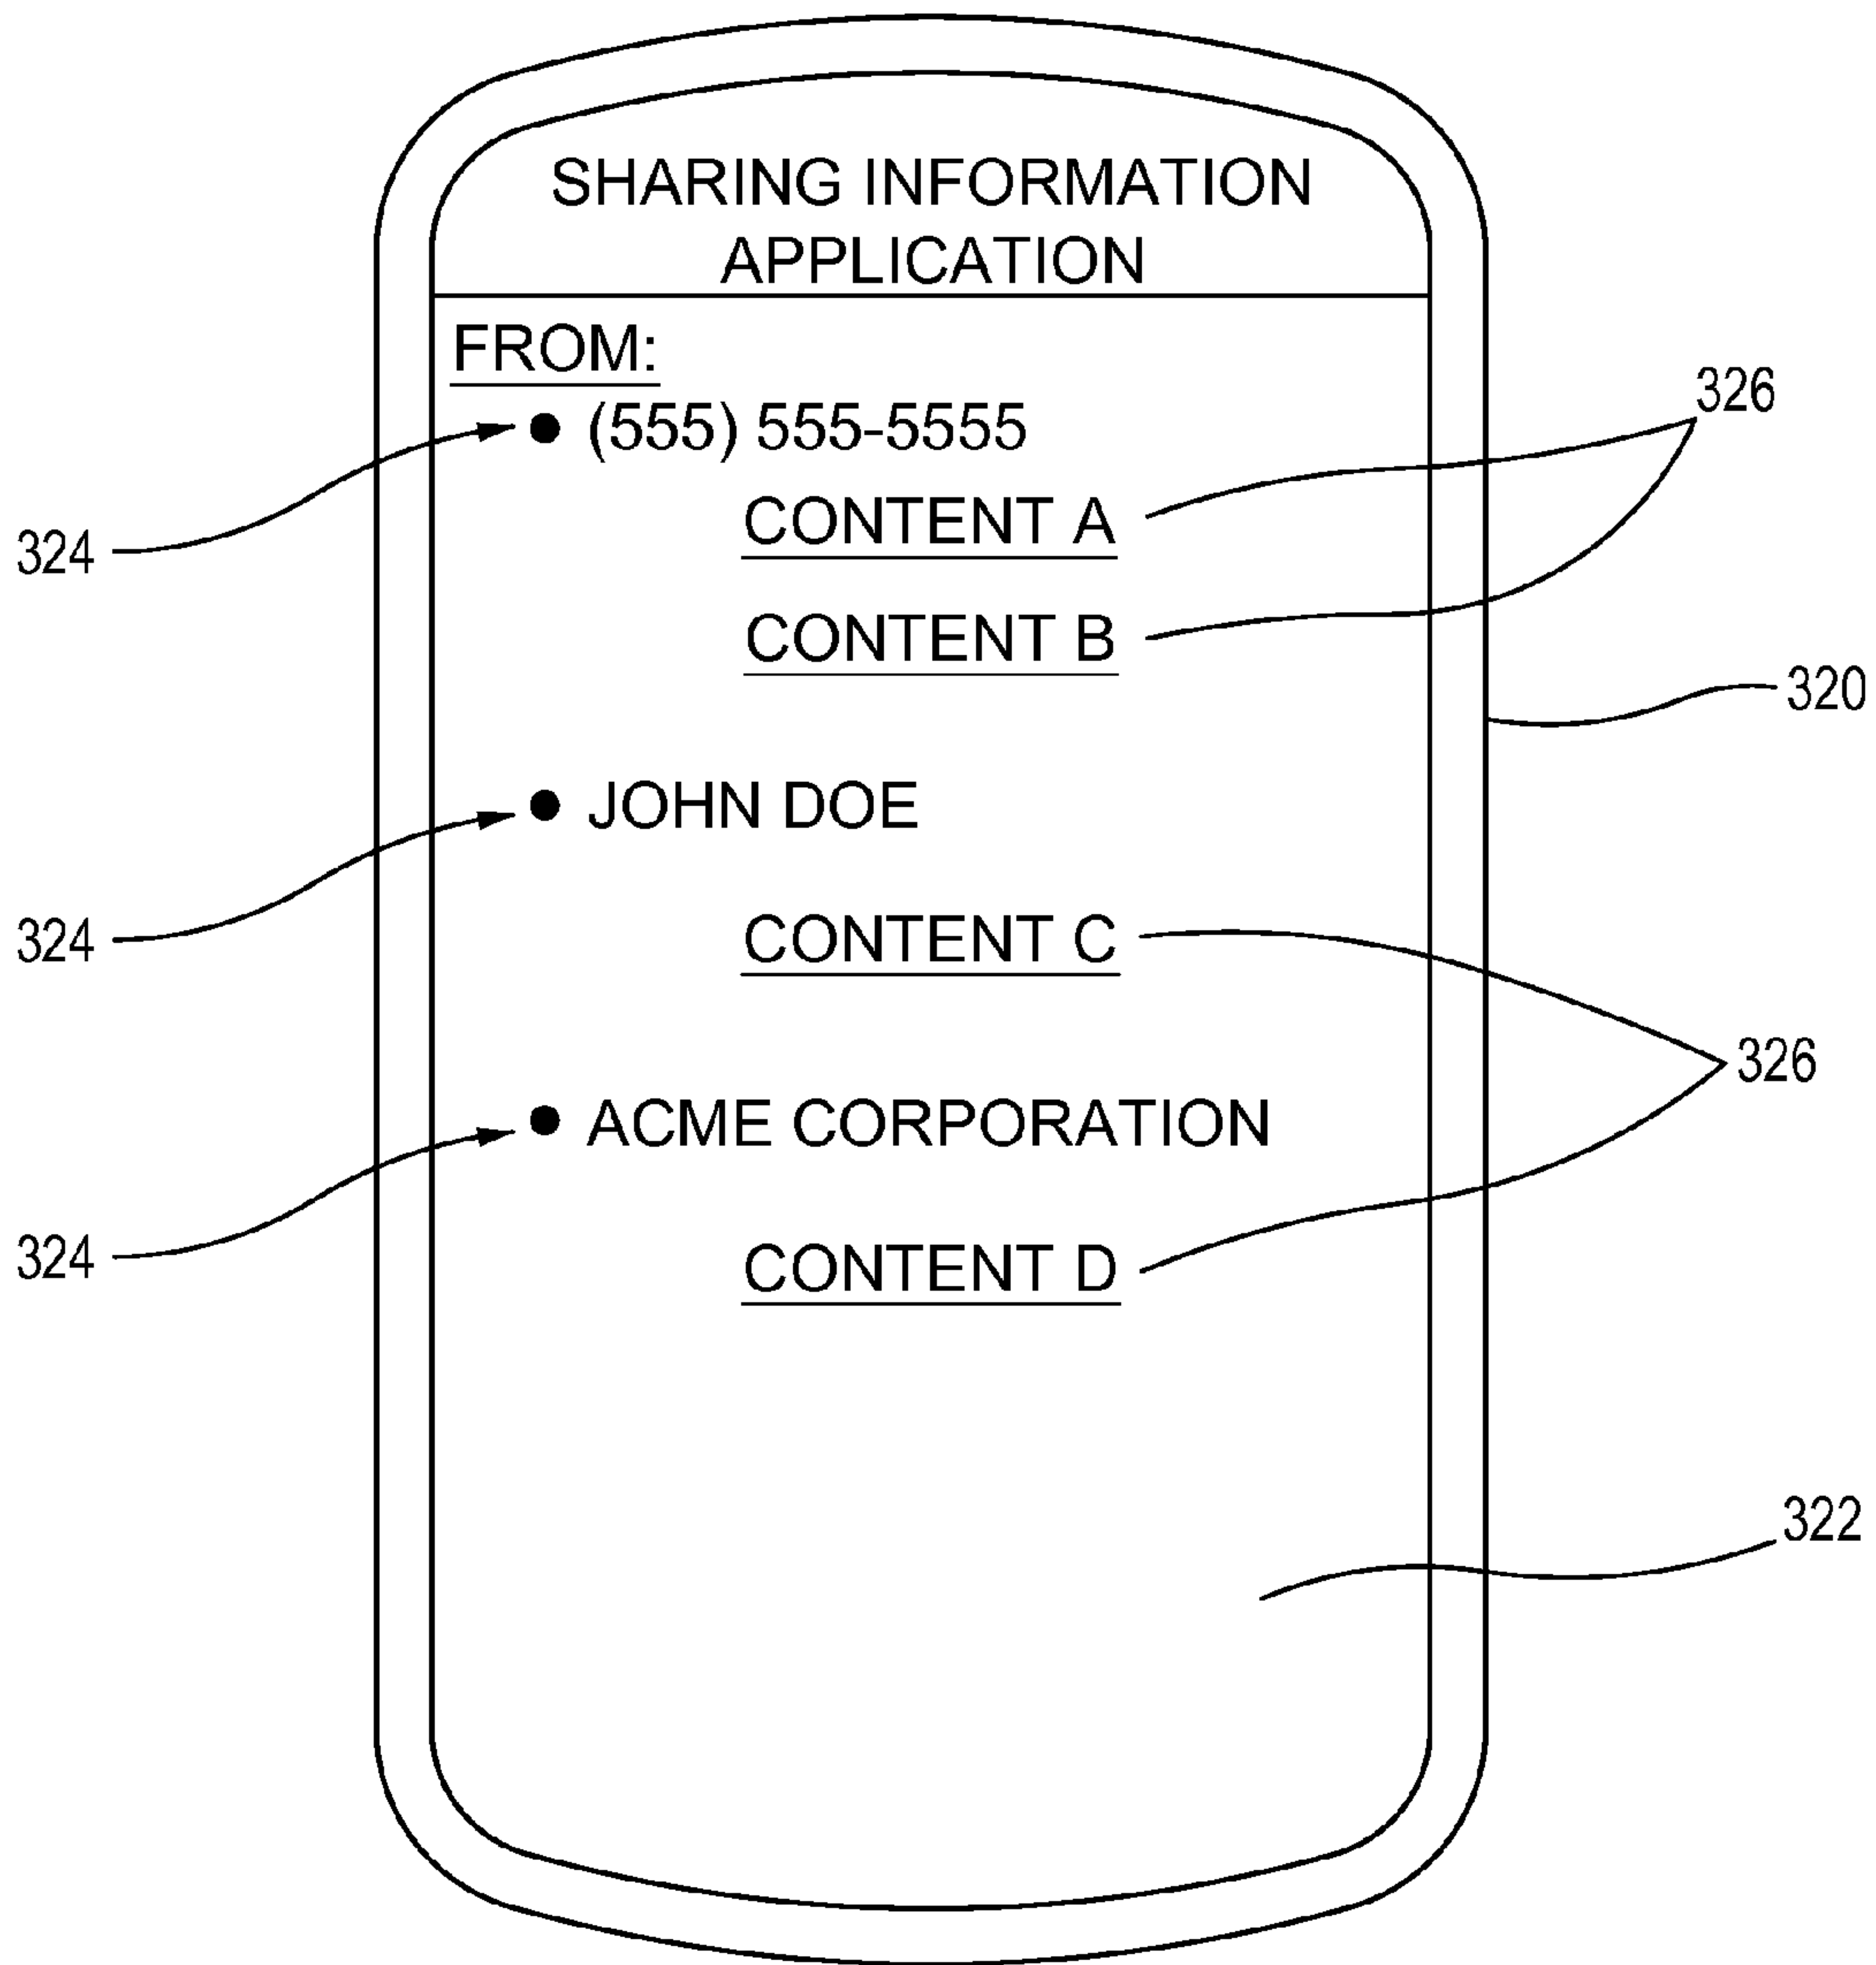 SHARING INFORMATION
APPLICATION
FROM:
● (555) 555-5555
326
CONTENT A
324
CONTENT B
320
● JOHN DOE
324
CONTENT C
326
● ACME CORPORATION
324
CONTENT D
322